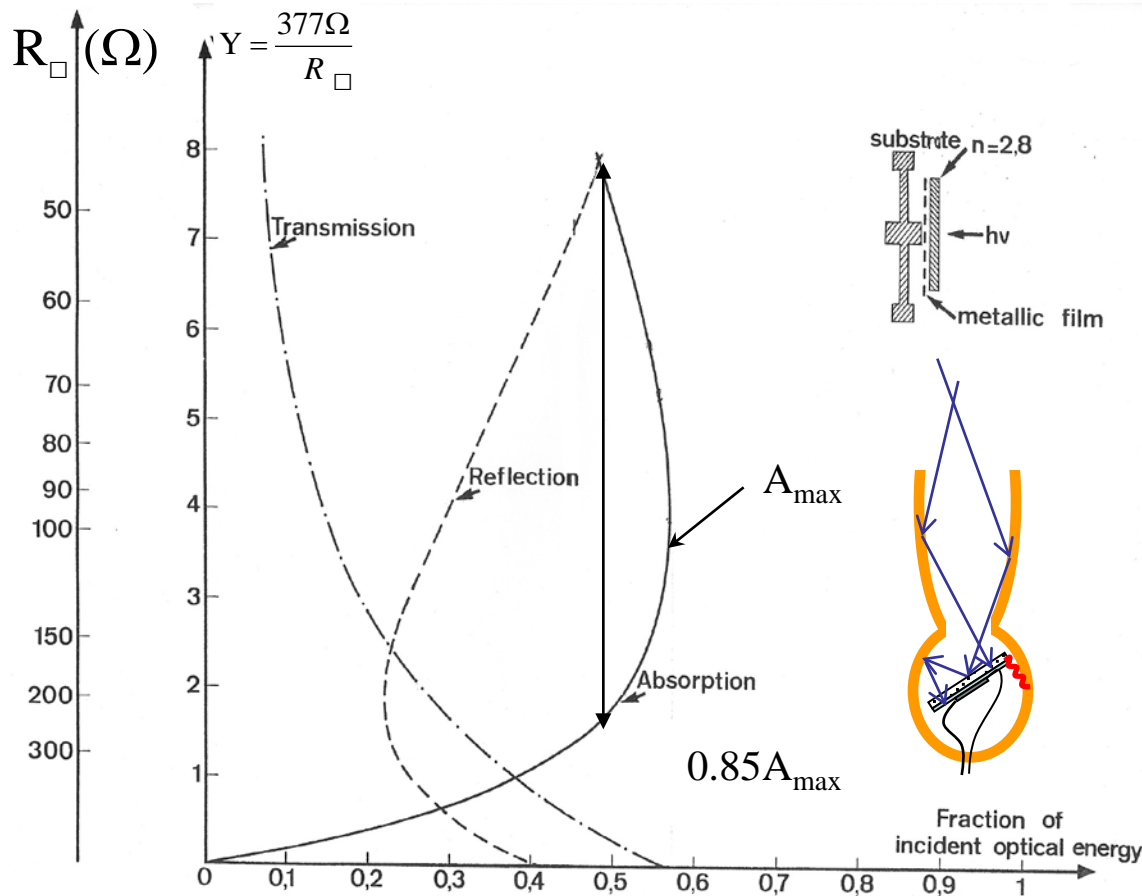 R□ (Ω)
Y = 377Ω / R□
8
7
6
5
4
3
2
1
50
60
70
80
90
100
150
200
300
Transmission
Reflection
Absorption
A_max
0.85A_max
substrate n=2,8
hν
metallic film
Fraction of
incident optical energy
0 0,1 0,2 0,3 0,4 0,5 0,6 0,7 0,8 0,9 1